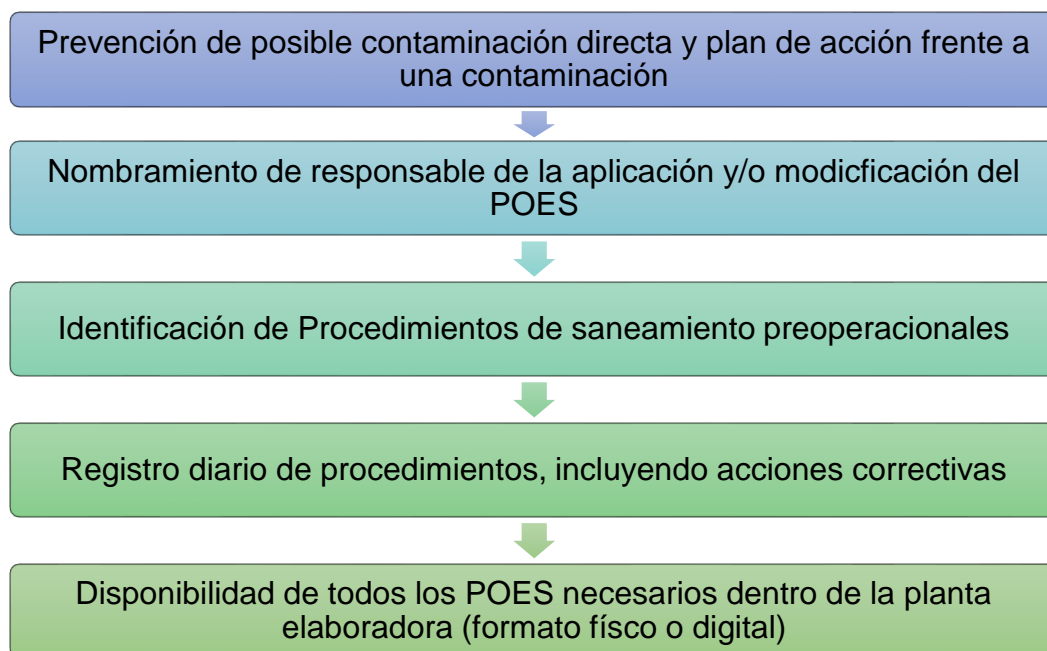 Prevención de posible contaminación directa y plan de acción frente a
una contaminación
Nombramiento de responsable de la aplicación y/o modicficación del
POES
Identificación de Procedimientos de saneamiento preoperacionales
Registro diario de procedimientos, incluyendo acciones correctivas
Disponibilidad de todos los POES necesarios dentro de la planta
elaboradora (formato físco o digital)